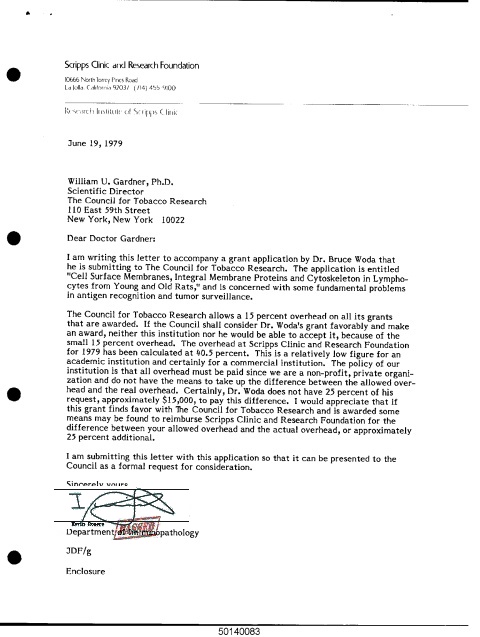 Scripps Clinic and Research Foundation
10666 North Torrey Pines Road
La Jolla, California 92037 (714) 455-9100
Research Institute of Scripps Clinic
June 19, 1979
William U. Gardner, Ph.D.
Scientific Director
The Council for Tobacco Research
110 East 59th Street
New York, New York 10022
Dear Doctor Gardner:
I am writing this letter to accompany a grant application by Dr. Bruce Woda that
he is submitting to The Council for Tobacco Research. The application is entitled
"Cell Surface Membranes, Integral Membrane Proteins and Cytoskeleton in Lympho-
cytes from Young and Old Rats," and is concerned with some fundamental problems
in antigen recognition and tumor surveillance.
The Council for Tobacco Research allows a 15 percent overhead on all its grants
that are awarded. If the Council shall consider Dr. Woda's grant favorably and make
an award, neither this institution nor he would be able to accept it, because of the
small 15 percent overhead. The overhead at Scripps Clinic and Research Foundation
for 1979 has been calculated at 40.5 percent. This is a relatively low figure for an
academic institution and certainly for a commercial institution. The policy of our
institution is that all overhead must be paid since we are a non-profit, private organi-
zation and do not have the means to take up the difference between the allowed over-
head and the real overhead. Certainly, Dr. Woda does not have 25 percent of his
request, approximately $15,000, to pay this difference. I would appreciate that if
this grant finds favor with The Council for Tobacco Research and is awarded some
means may be found to reimburse Scripps Clinic and Research Foundation for the
difference between your allowed overhead and the actual overhead, or approximately
25 percent additional.
I am submitting this letter with this application so that it can be presented to the
Council as a formal request for consideration.
Sincerely yours
Department of Immunopathology
JDF/g
Enclosure
50140083